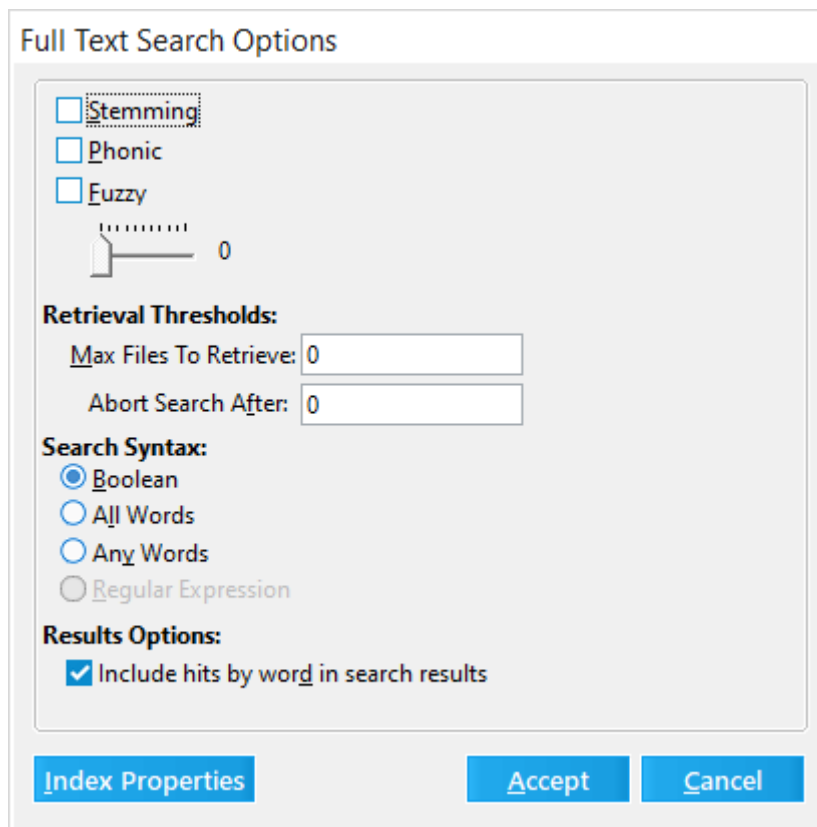 Full Text Search Options
Stemming
Phonic
Fuzzy
0
Retrieval Thresholds:
Max Files To Retrieve: 0
Abort Search After: 0
Search Syntax:
Boolean
All Words
Any Words
Regular Expression
Results Options:
Include hits by word in search results
Index Properties Accept Cancel